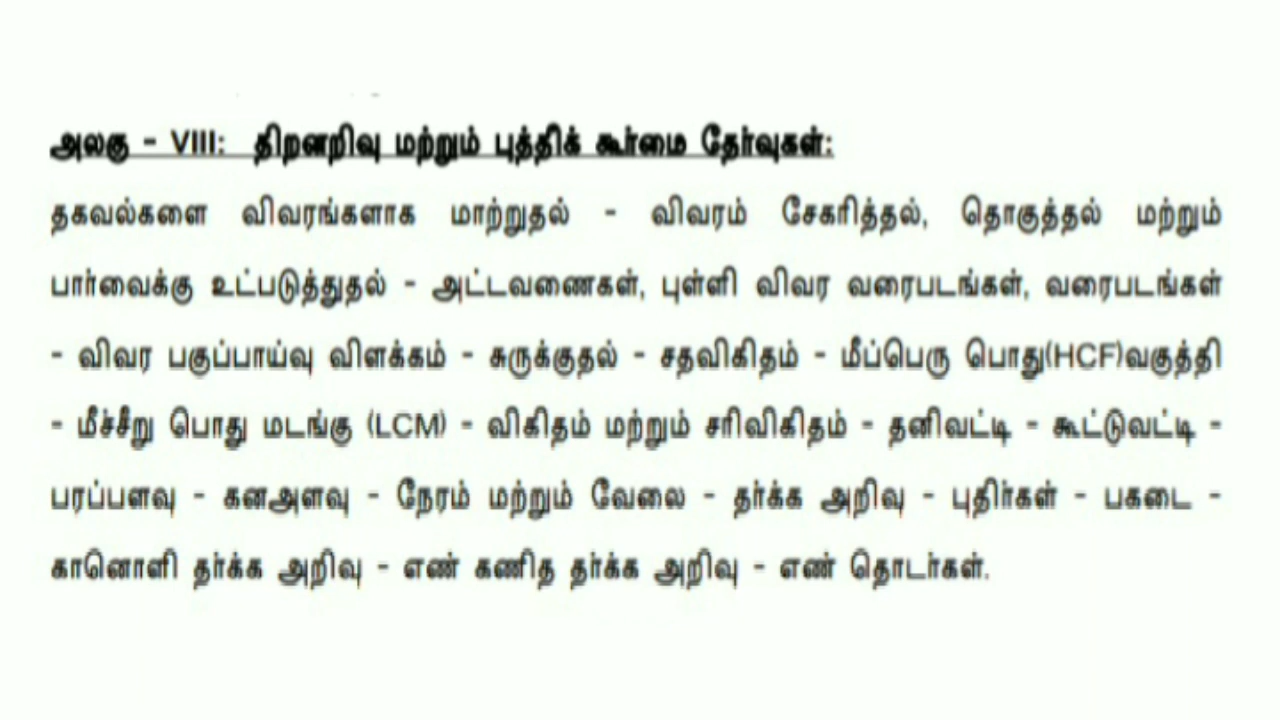 அலகு - VIII: திறனறிவு மற்றும் புத்திக் கூர்மை தேர்வுகள்:
தகவல்களை விவரங்களாக மாற்றுதல் - விவரம் சேகரித்தல், தொகுத்தல் மற்றும்
பார்வைக்கு உட்படுத்துதல் - அட்டவணைகள், புள்ளி விவர வரைபடங்கள், வரைபடங்கள்
- விவர பகுப்பாய்வு விளக்கம் - சுருக்குதல் - சதவிகிதம் - மீப்பெரு பொது(HCF)வகுத்தி
- மீச்சீறு பொது மடங்கு (LCM) - விகிதம் மற்றும் சரிவிகிதம் - தனிவட்டி - கூட்டுவட்டி -
பரப்பளவு - கனஅளவு - நேரம் மற்றும் வேலை - தர்க்க அறிவு - புதிர்கள் - பகடை -
கானொளி தர்க்க அறிவு - எண் கணித தர்க்க அறிவு - எண் தொடர்கள்.